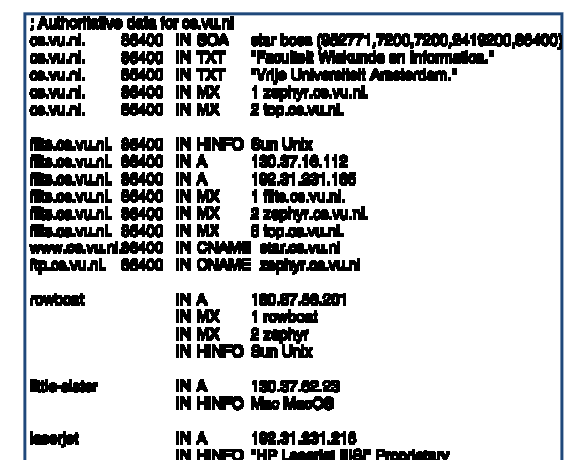 ; Authoritative data for cs.vu.nl
cs.vu.nl. 86400 IN SOA star boss (952771,7200,7200,2419200,86400)
cs.vu.nl. 86400 IN TXT "Faculteit Wiskunde en Informatica."
cs.vu.nl. 86400 IN TXT "Vrije Universiteit Amsterdam."
cs.vu.nl. 86400 IN MX 1 zephyr.cs.vu.nl.
cs.vu.nl. 86400 IN MX 2 top.cs.vu.nl.
flits.cs.vu.nl. 86400 IN HINFO Sun Unix
flits.cs.vu.nl. 86400 IN A 130.37.16.112
flits.cs.vu.nl. 86400 IN A 192.31.231.165
flits.cs.vu.nl. 86400 IN MX 1 flits.cs.vu.nl.
flits.cs.vu.nl. 86400 IN MX 2 zephyr.cs.vu.nl.
flits.cs.vu.nl. 86400 IN MX 3 top.cs.vu.nl.
www.cs.vu.nl.86400 IN CNAME star.cs.vu.nl
ftp.cs.vu.nl. 86400 IN CNAME zephyr.cs.vu.nl
rowboat IN A 130.37.56.201
IN MX 1 rowboat
IN MX 2 zephyr
IN HINFO Sun Unix
little-sister IN A 130.37.62.23
IN HINFO Mac MacOS
laserjet IN A 192.31.231.216
IN HINFO "HP Laserjet IIISi" Proprietary